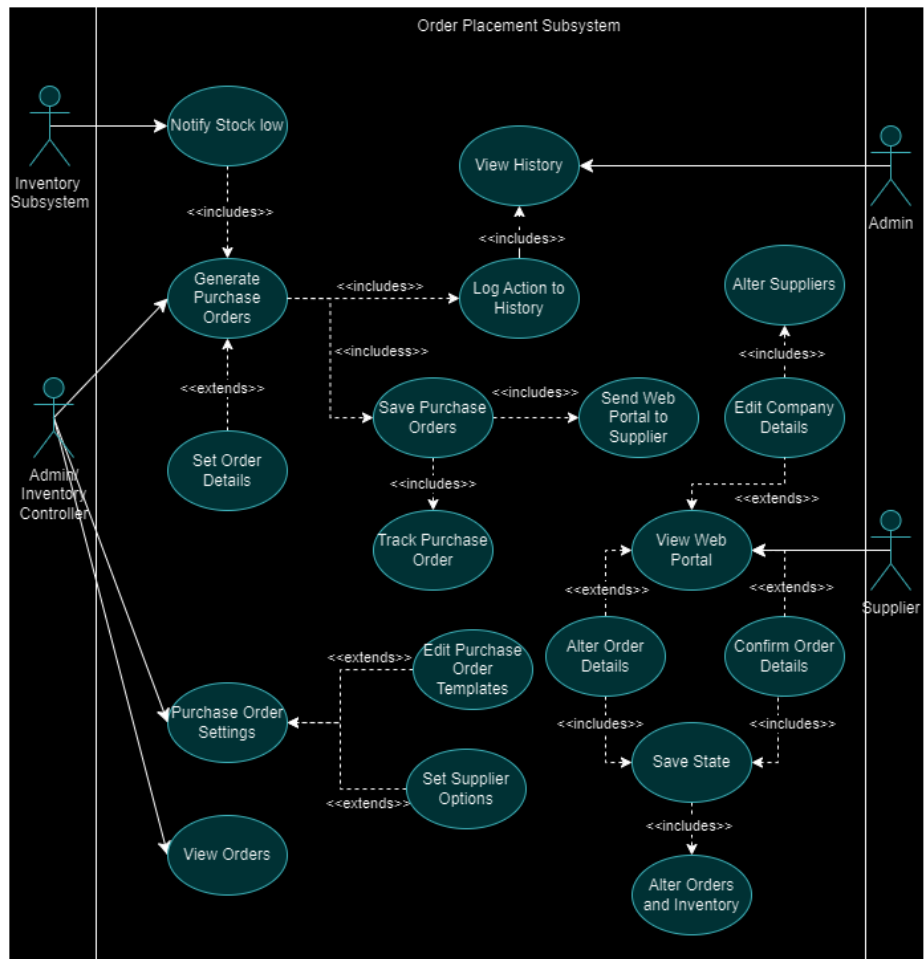 Order Placement Subsystem
Notify Stock low
View History
Inventory
Subsystem
Admin
<<includes>>
<<includes>>
Generate
Purchase
Orders
<<includes>>
Log Action to
History
Alter Suppliers
<<includess>>
<<includes>>
<<extends>>
Save Purchase
Orders
<<includes>>
Send Web
Portal to
Supplier
Edit Company
Details
Set Order
Details
Admin/
Inventory
Controller
<<includes>>
<<extends>>
Track Purchase
Order
View Web
Portal
<<extends>>
<<extends>>
Supplier
<<extends>>
Edit Purchase
Order
Templates
Alter Order
Details
Confirm Order
Details
Purchase Order
Settings
<<includes>>
<<includes>>
Save State
<<extends>>
Set Supplier
Options
<<includes>>
View Orders
Alter Orders
and Inventory